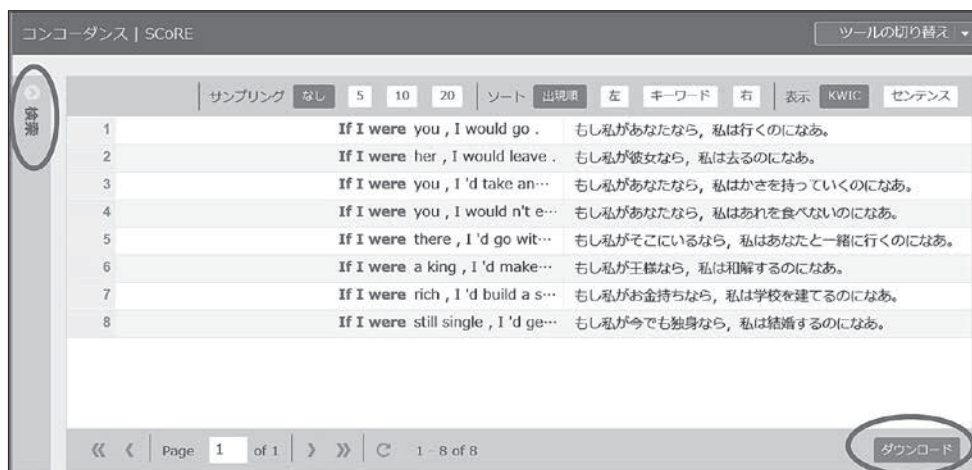 コンコーダンス | SCoRE ツールの切り替え
検索
サンプリング なし 5 10 20 ソート 出現順 左 キーワード 右 表示 KWIC センテンス
1 If I were you , I would go . もし私があなたなら，私は行くのになあ。
2 If I were her , I would leave . もし私が彼女なら，私は去るのになあ。
3 If I were you , I 'd take an… もし私があなたなら，私はかさを持っていくのになあ。
4 If I were you , I would n't e… もし私があなたなら，私はあれを食べないのになあ。
5 If I were there , I 'd go wit… もし私がそこにいるなら，私はあなたと一緒に行くのになあ。
6 If I were a king , I 'd make… もし私が王様なら，私は和解するのになあ。
7 If I were rich , I 'd build a s… もし私がお金持ちなら，私は学校を建てるのになあ。
8 If I were still single , I 'd ge… もし私が今でも独身なら，私は結婚するのになあ。
Page 1 of 1 1 - 8 of 8 ダウンロード